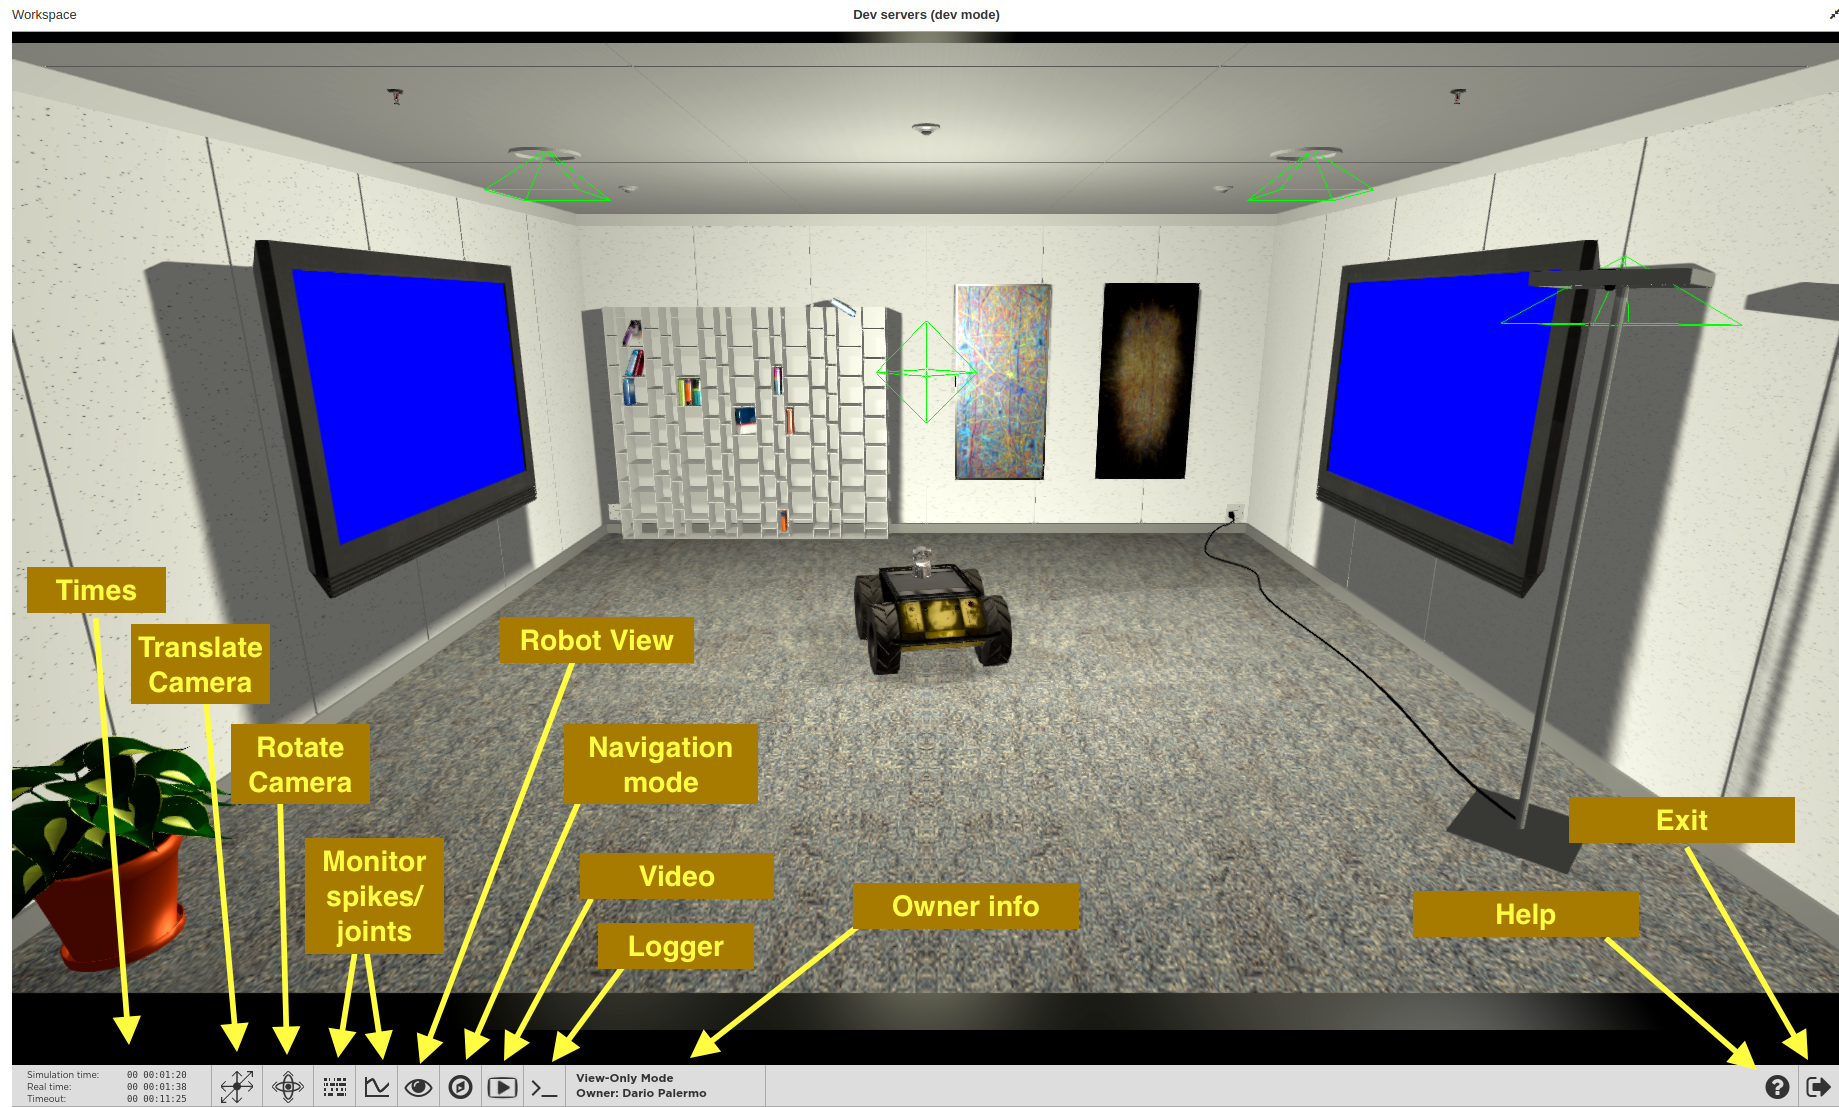 Workspace
Dev servers (dev mode)
Times
Translate
Camera
Rotate
Camera
Monitor
spikes/
joints
Robot View
Navigation
mode
Video
Logger
Owner info
Exit
Help
Simulation time: 00 00:01:20
Real time: 00 00:01:38
Timeout: 00 00:11:25
View-Only Mode
Owner: Dario Palermo